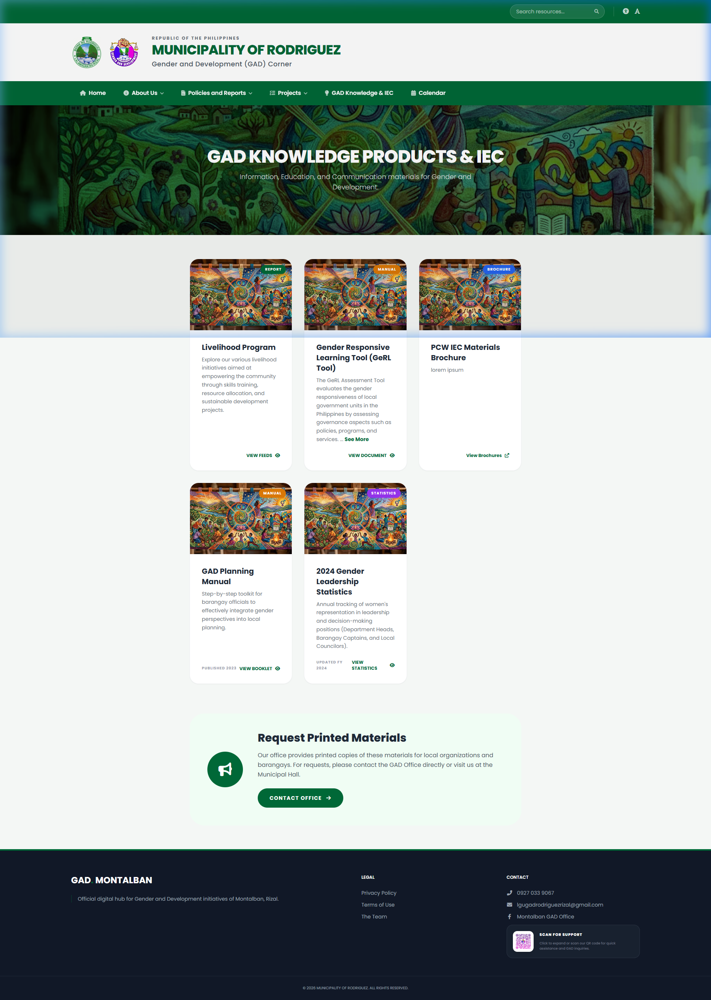 Search resources...
REPUBLIC OF THE PHILIPPINES
MUNICIPALITY OF RODRIGUEZ
Gender and Development (GAD) Corner
BAYAN NG RODRIGUEZ
LALAWIGAN NG RIZAL
GENDER AND DEVELOPMENT
Home
About Us
Policies and Reports
Projects
GAD Knowledge & IEC
Calendar
GAD KNOWLEDGE PRODUCTS & IEC
Information, Education, and Communication materials for Gender and
Development.
REPORT
Livelihood Program
Explore our various livelihood
initiatives aimed at
empowering the community
through skills training,
resource allocation, and
sustainable development
projects.
VIEW FEEDS
MANUAL
Gender Responsive
Learning Tool (GeRL
Tool)
The GeRL Assessment Tool
evaluates the gender
responsiveness of local
government units in the
Philippines by assessing
governance aspects such as
policies, programs, and
services. ... See More
VIEW DOCUMENT
BROCHURE
PCW IEC Materials
Brochure
lorem ipsum
View Brochures
MANUAL
GAD Planning
Manual
Step-by-step toolkit for
barangay officials to
effectively integrate gender
perspectives into local
planning.
PUBLISHED 2023
VIEW BOOKLET
STATISTICS
2024 Gender
Leadership
Statistics
Annual tracking of women's
representation in leadership
and decision-making
positions (Department Heads,
Barangay Captains, and Local
Councilors).
UPDATED FY
2024
VIEW
STATISTICS
Request Printed Materials
Our office provides printed copies of these materials for local organizations and
barangays. For requests, please contact the GAD Office directly or visit us at the
Municipal Hall.
CONTACT OFFICE
GAD. MONTALBAN
Official digital hub for Gender and Development initiatives of Montalban, Rizal.
LEGAL
Privacy Policy
Terms of Use
The Team
CONTACT
0927 033 9067
lgugadrodriguezrizal@gmail.com
Montalban GAD Office
SCAN FOR SUPPORT
Click to expand or scan our QR code for quick
assistance and GAD inquiries.
© 2026 MUNICIPALITY OF RODRIGUEZ. ALL RIGHTS RESERVED.